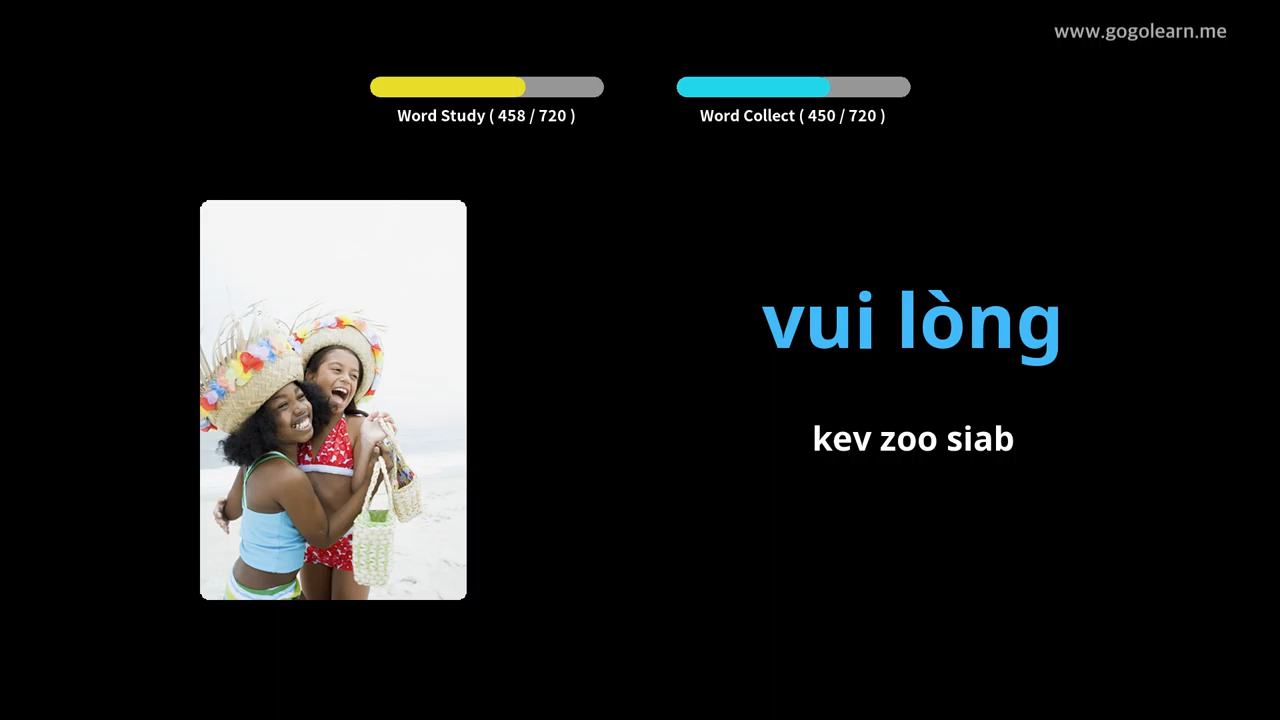 www.gogolearn.me
Word Study ( 458 / 720 )
Word Collect ( 450 / 720 )
vui lòng
kev zoo siab